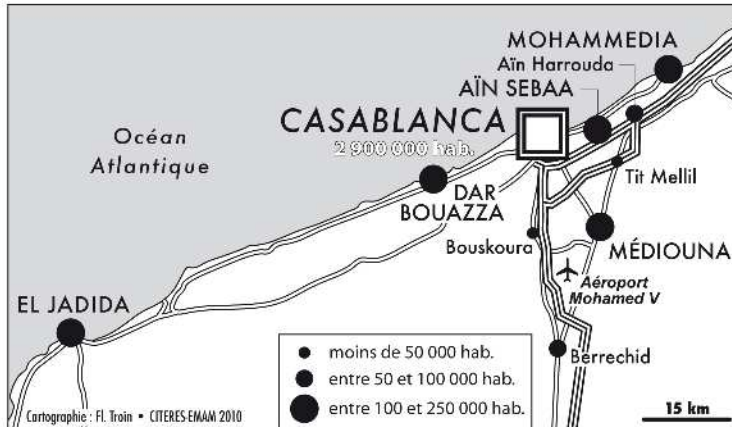 MOHAMMEDIA
Aïn Harrouda
AÏN SEBAA
CASABLANCA
2 900 000 hab.
Océan
Atlantique
Tit Mellil
DAR
BOUAZZA
Bouskoura
MÉDIOUNA
Aéroport
Mohamed V
EL JADIDA
Berrechid
moins de 50 000 hab.
entre 50 et 100 000 hab.
entre 100 et 250 000 hab.
15 km
Cartographie : Fl. Troin • CITERES-EMAM 2010